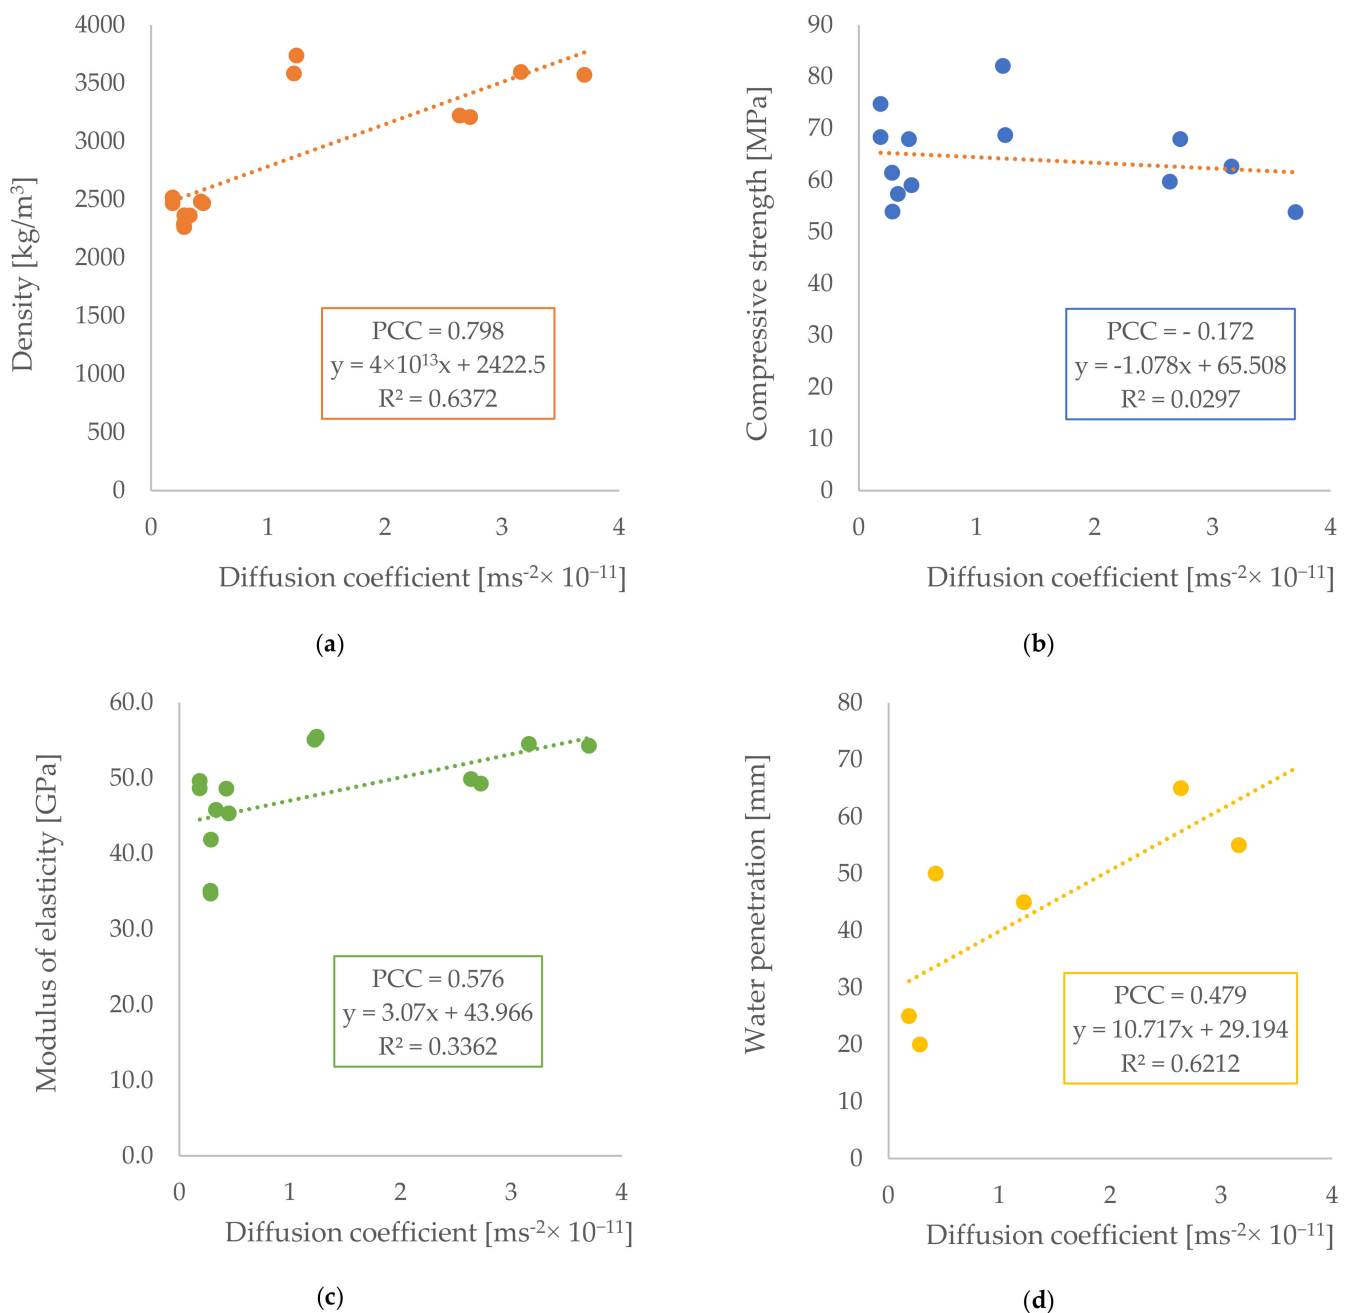 4000
3500
3000
2500
2000
1500
1000
500
0
Density [kg/m³]
PCC = 0.798
y = 4×10¹³x + 2422.5
R² = 0.6372
0 1 2 3 4
Diffusion coefficient [ms⁻²× 10⁻¹¹]
(a)
90
80
70
60
50
40
30
20
10
0
Compressive strength [MPa]
PCC = - 0.172
y = -1.078x + 65.508
R² = 0.0297
0 1 2 3 4
Diffusion coefficient [ms⁻²× 10⁻¹¹]
(b)
60.0
50.0
40.0
30.0
20.0
10.0
0.0
Modulus of elasticity [GPa]
PCC = 0.576
y = 3.07x + 43.966
R² = 0.3362
0 1 2 3 4
Diffusion coefficient [ms⁻²× 10⁻¹¹]
(c)
80
70
60
50
40
30
20
10
0
Water penetration [mm]
PCC = 0.479
y = 10.717x + 29.194
R² = 0.6212
0 1 2 3 4
Diffusion coefficient [ms⁻²× 10⁻¹¹]
(d)